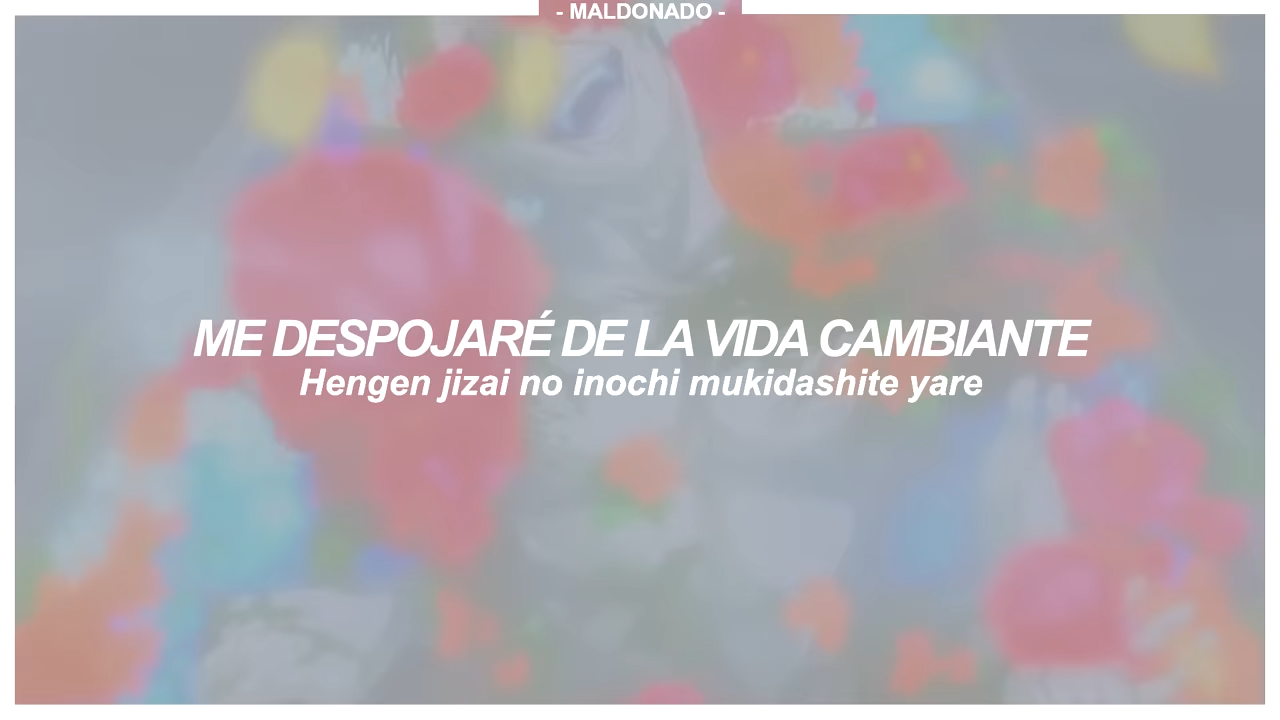 - MALDONADO -
ME DESPOJARÉ DE LA VIDA CAMBIANTE
Hengen jizai no inochi mukidashite yare